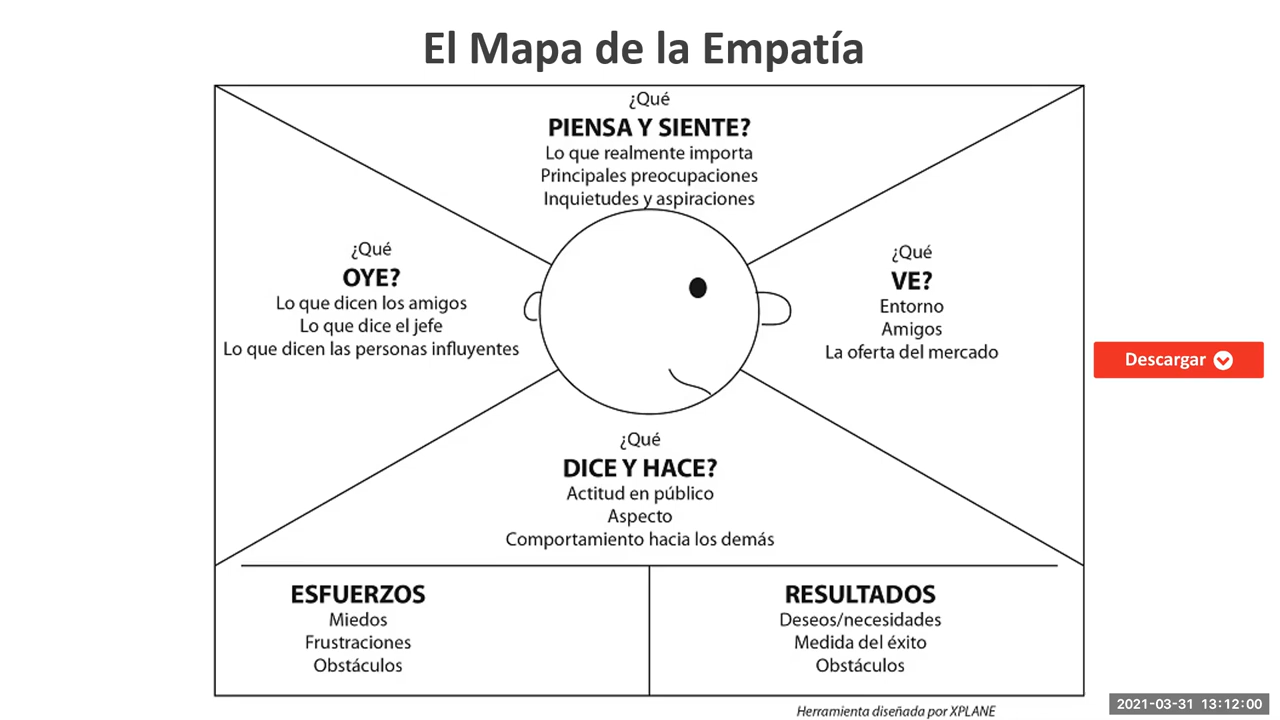 El Mapa de la Empatía
¿Qué
PIENSA Y SIENTE?
Lo que realmente importa
Principales preocupaciones
Inquietudes y aspiraciones
¿Qué
OYE?
Lo que dicen los amigos
Lo que dice el jefe
Lo que dicen las personas influyentes
¿Qué
VE?
Entorno
Amigos
La oferta del mercado
Descargar
¿Qué
DICE Y HACE?
Actitud en público
Aspecto
Comportamiento hacia los demás
ESFUERZOS
Miedos
Frustraciones
Obstáculos
RESULTADOS
Deseos/necesidades
Medida del éxito
Obstáculos
Herramienta diseñada por XPLANE
2021-03-31 13:12:00